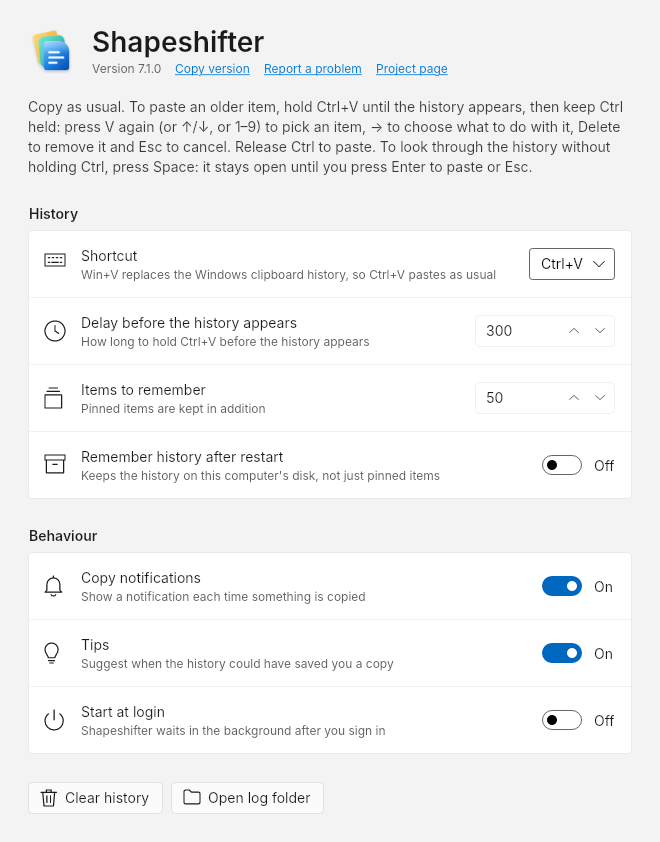 Shapeshifter
Version 7.1.0 Copy version Report a problem Project page
Copy as usual. To paste an older item, hold Ctrl+V until the history appears, then keep Ctrl
held: press V again (or ↑/↓, or 1–9) to pick an item, → to choose what to do with it, Delete
to remove it and Esc to cancel. Release Ctrl to paste. To look through the history without
holding Ctrl, press Space: it stays open until you press Enter to paste or Esc.
History
Shortcut
Win+V replaces the Windows clipboard history, so Ctrl+V pastes as usual
Ctrl+V
Delay before the history appears
How long to hold Ctrl+V before the history appears
300
Items to remember
Pinned items are kept in addition
50
Remember history after restart
Keeps the history on this computer's disk, not just pinned items
Off
Behaviour
Copy notifications
Show a notification each time something is copied
On
Tips
Suggest when the history could have saved you a copy
On
Start at login
Shapeshifter waits in the background after you sign in
Off
Clear history Open log folder